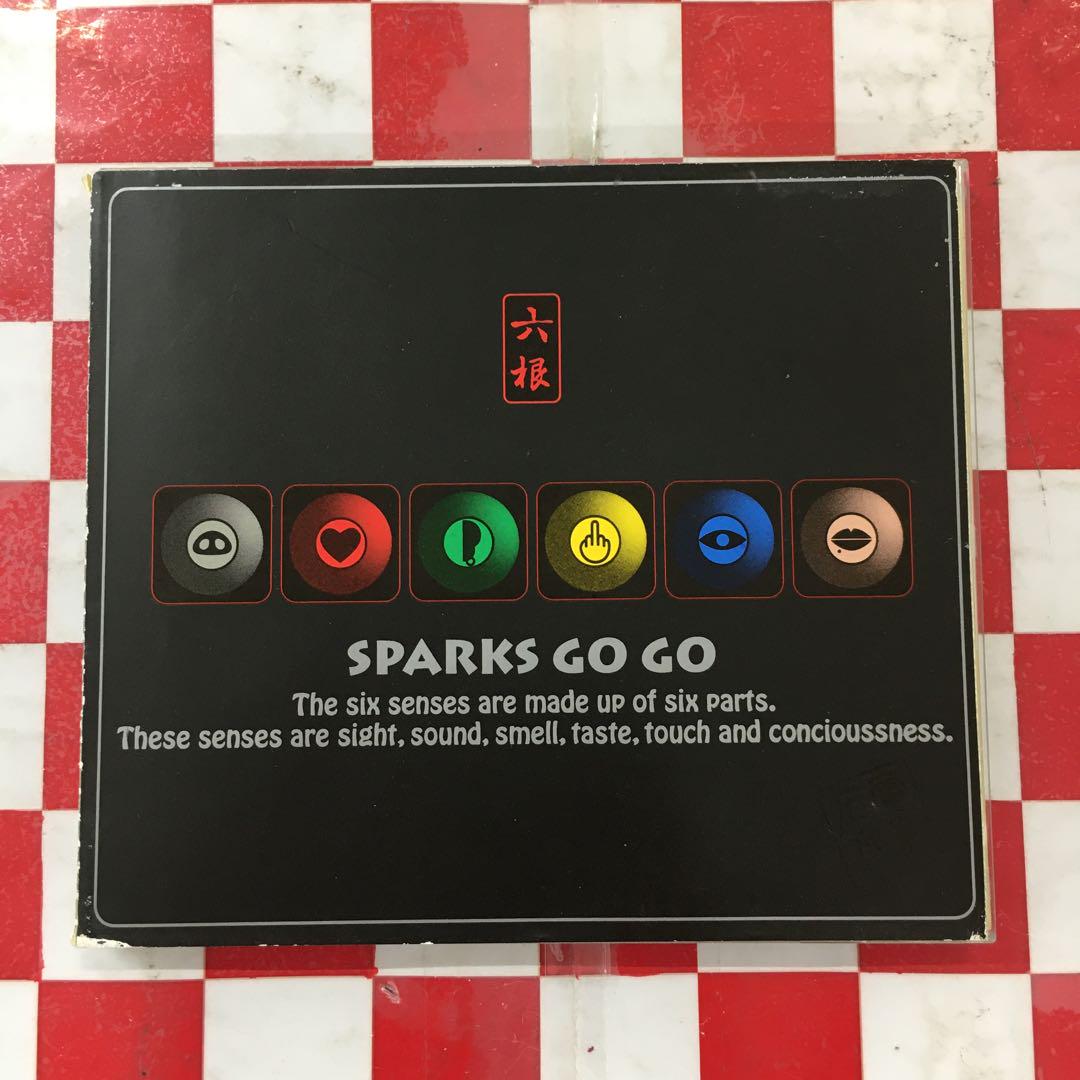 六
根
SPARKS GO GO
The six senses are made up of six parts.
These senses are sight, sound, smell, taste, touch and concioussness.